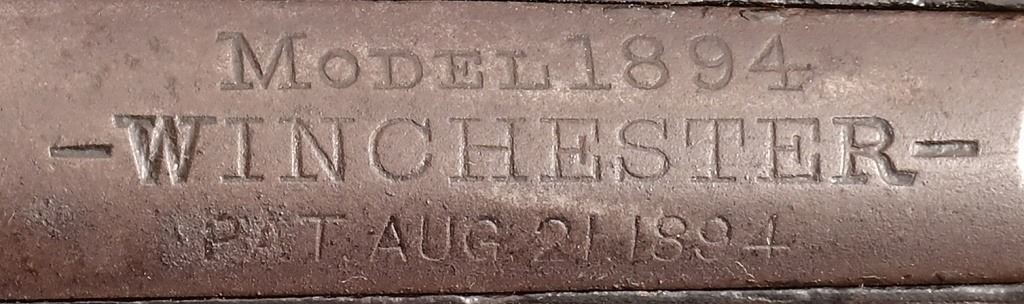 MODEL 1894
-WINCHESTER-
PAT. AUG. 21. 1894